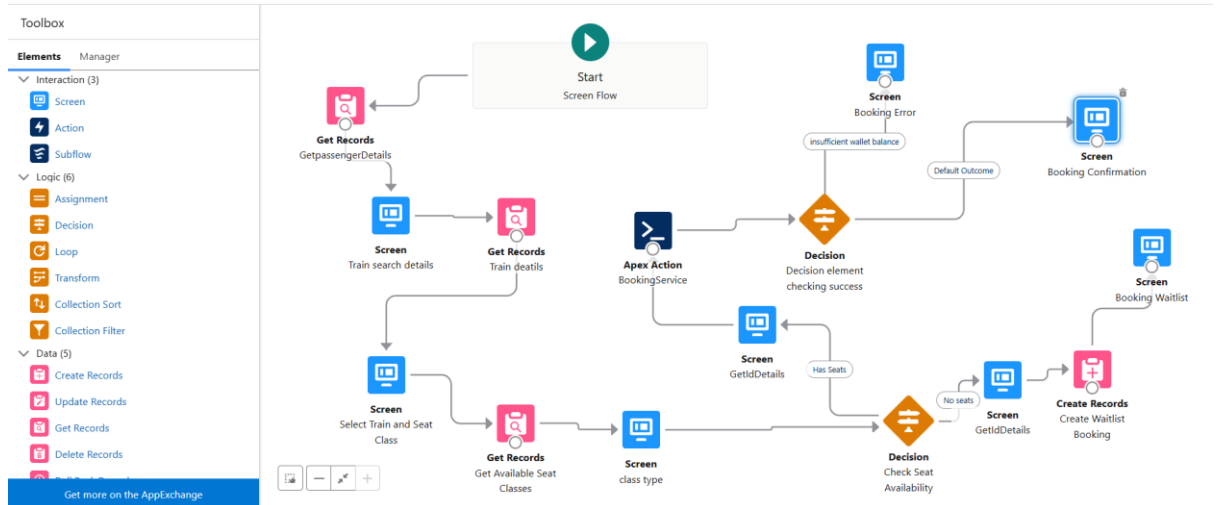 Toolbox
Elements
Manager
Interaction (3)
Screen
Action
Subflow
Logic (6)
Assignment
Decision
Loop
Transform
Collection Sort
Collection Filter
Data (5)
Create Records
Update Records
Get Records
Delete Records
Get more on the AppExchange
Start
Screen Flow
Get Records
GetpassengerDetails
Screen
Train search details
Get Records
Train deatils
Screen
Select Train and Seat
Class
Get Records
Get Available Seat
Classes
Screen
class type
Decision
Check Seat
Availability
Has Seats
No seats
Screen
GetIdDetails
Apex Action
BookingService
Decision
Decision element
checking success
insufficient wallet balance
Screen
Booking Error
Default Outcome
Screen
Booking Confirmation
Screen
GetIdDetails
Create Records
Create Waitlist
Booking
Screen
Booking Waitlist